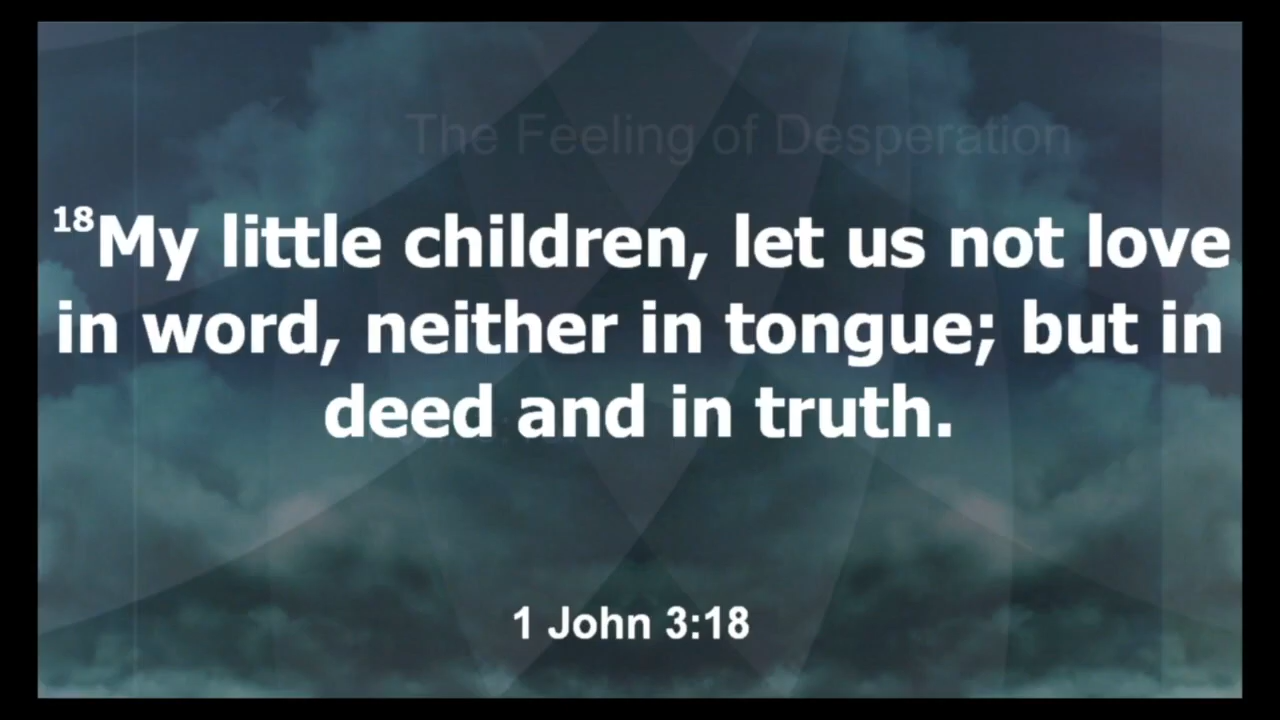 The Feeling of Desperation
18My little children, let us not love
in word, neither in tongue; but in
deed and in truth.
1 John 3:18